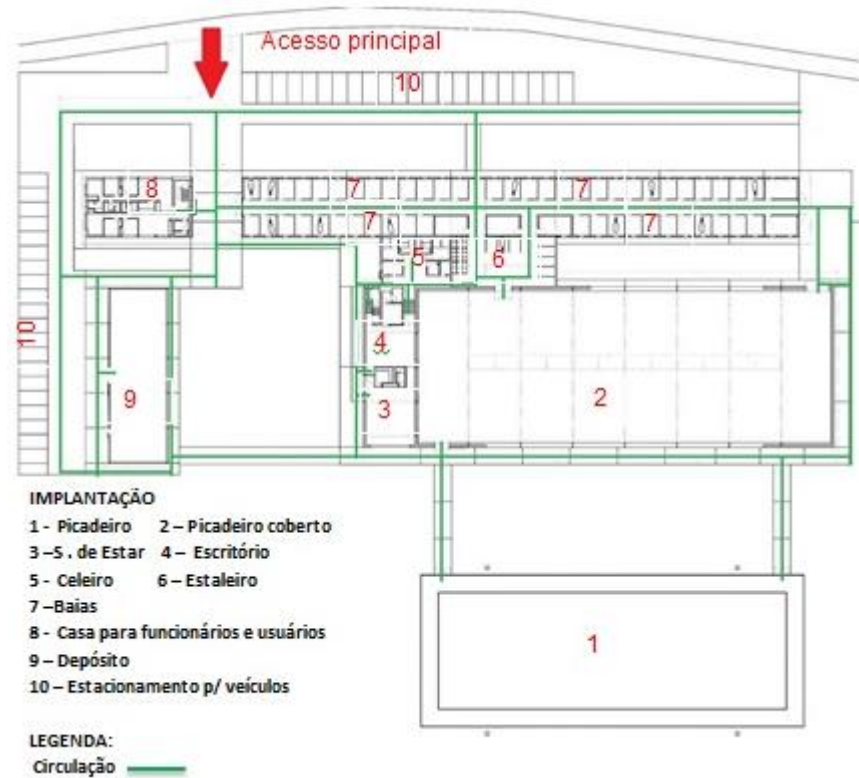 Acesso principal
10
8
7
7
7
7
5
6
10
4
9
3
2
IMPLANTAÇÃO
1 - Picadeiro 2 – Picadeiro coberto
3 –S . de Estar 4 – Escritório
5 - Celeiro 6 – Estaleiro
7 –Baias
8 - Casa para funcionários e usuários
9 – Depósito
10 – Estacionamento p/ veículos
1
LEGENDA:
Circulação